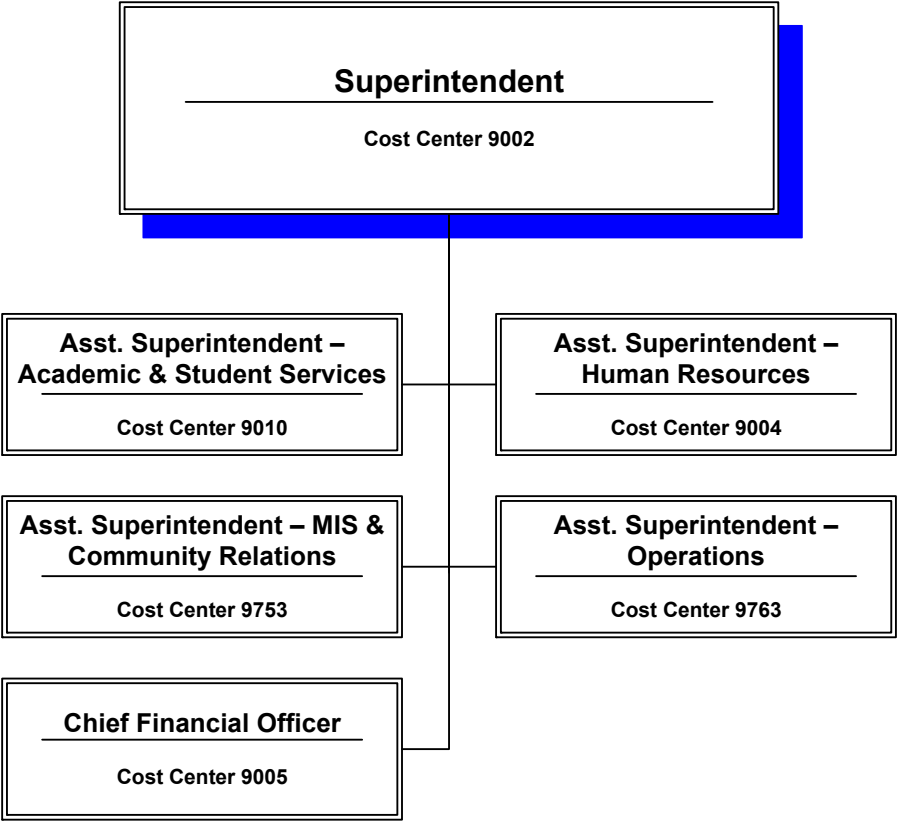 Superintendent
Cost Center 9002
Asst. Superintendent –
Academic & Student Services
Cost Center 9010
Asst. Superintendent –
Human Resources
Cost Center 9004
Asst. Superintendent – MIS &
Community Relations
Cost Center 9753
Asst. Superintendent –
Operations
Cost Center 9763
Chief Financial Officer
Cost Center 9005